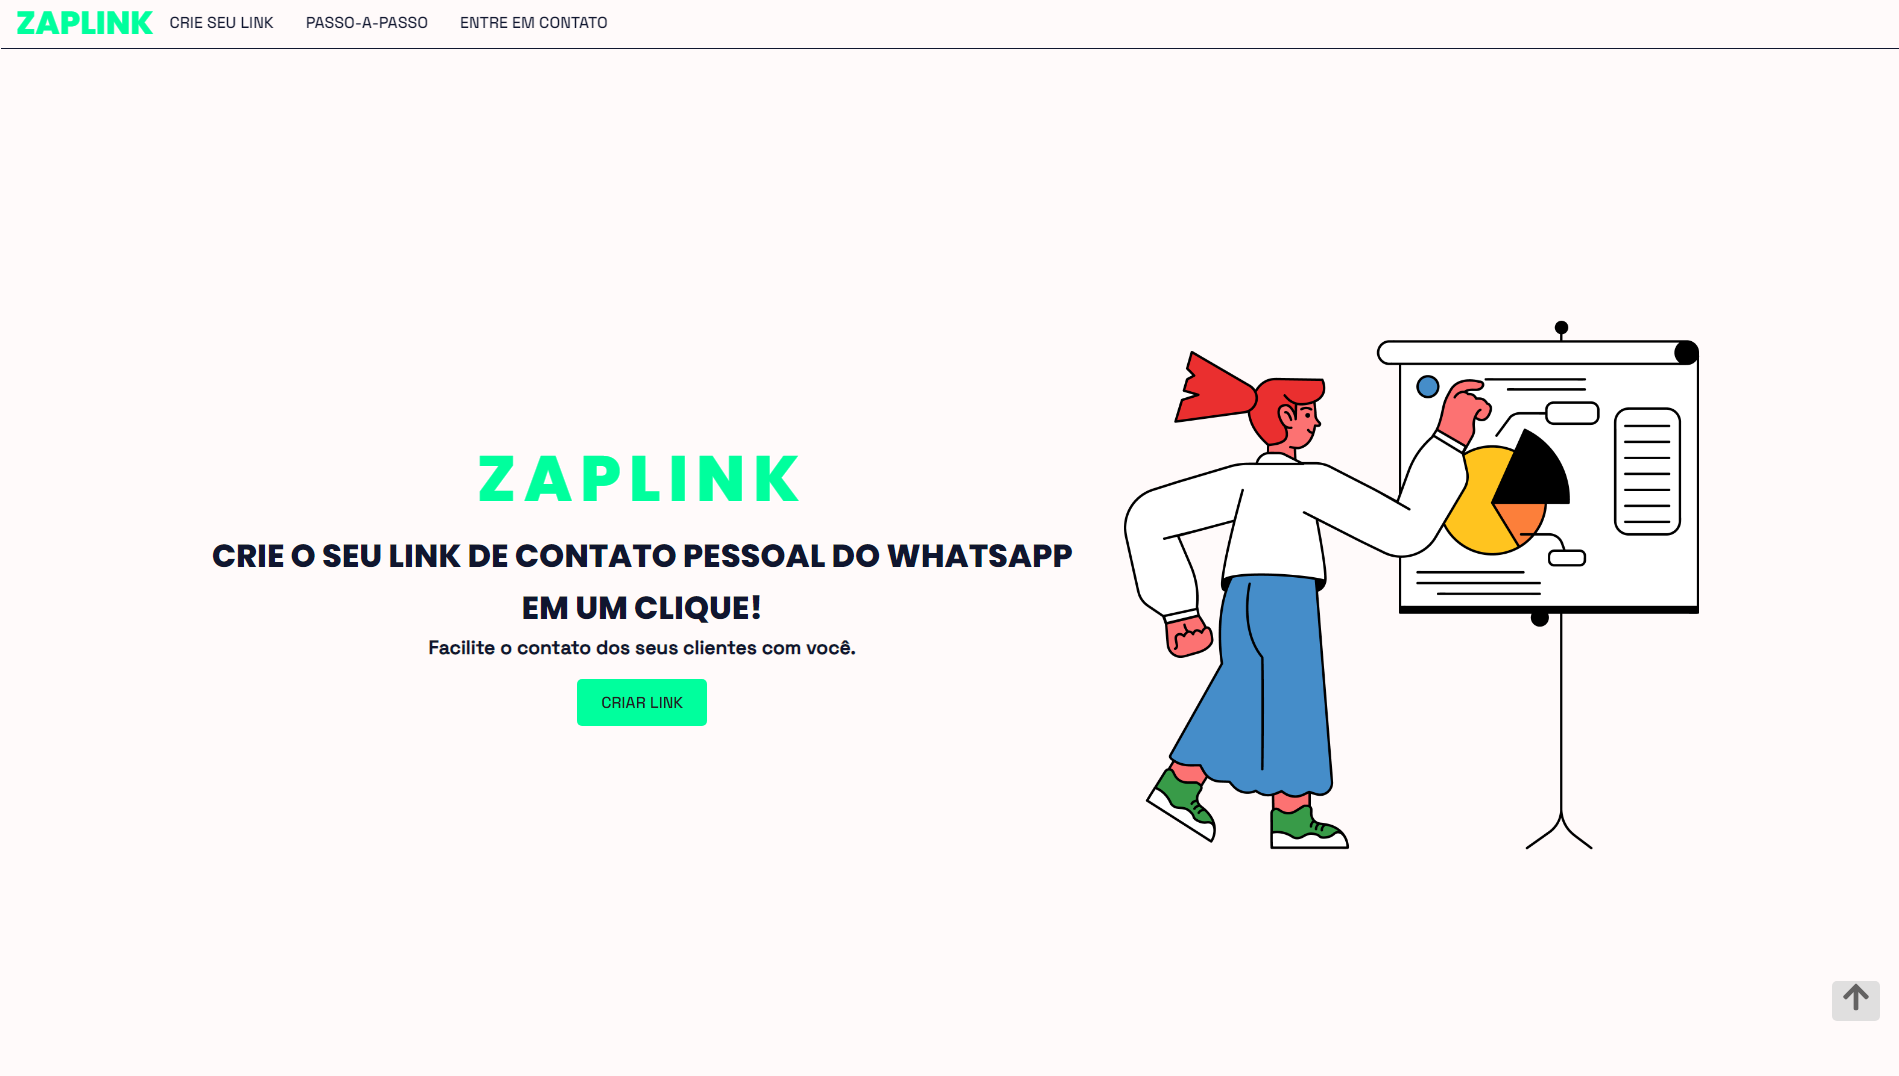 ZAPLINK CRIE SEU LINK PASSO-A-PASSO ENTRE EM CONTATO
ZAPLINK
CRIE O SEU LINK DE CONTATO PESSOAL DO WHATSAPP
EM UM CLIQUE!
Facilite o contato dos seus clientes com você.
CRIAR LINK